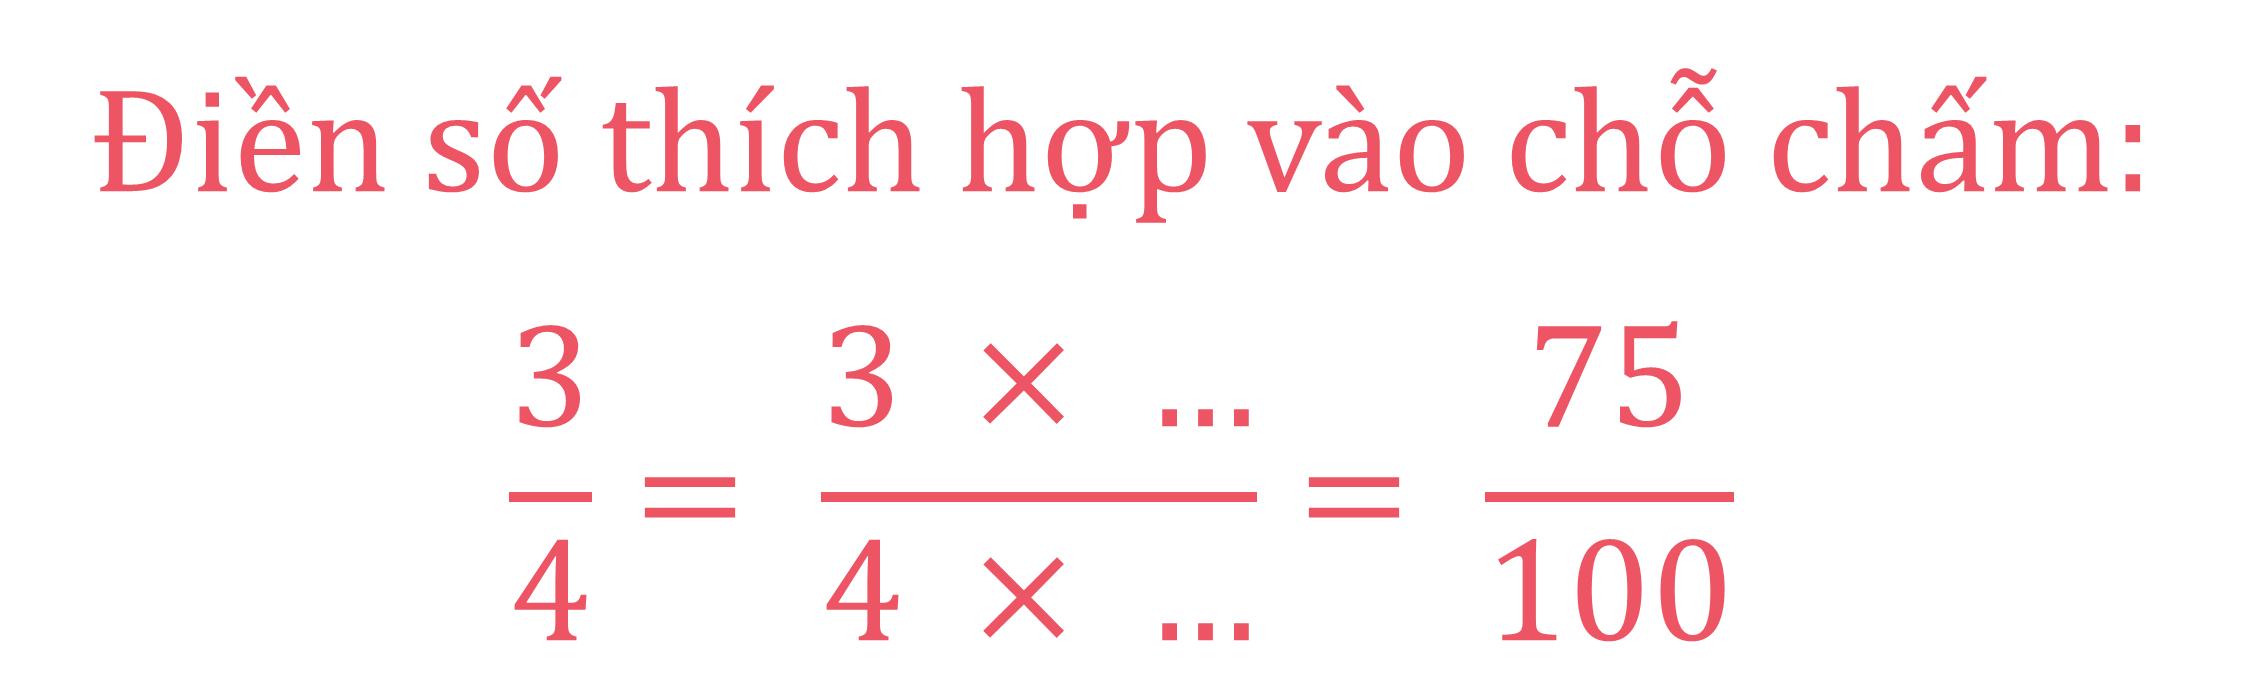 Điền số thích hợp vào chỗ chấm:
3/4 = (3 × ...)/(4 × ...) = 75/100